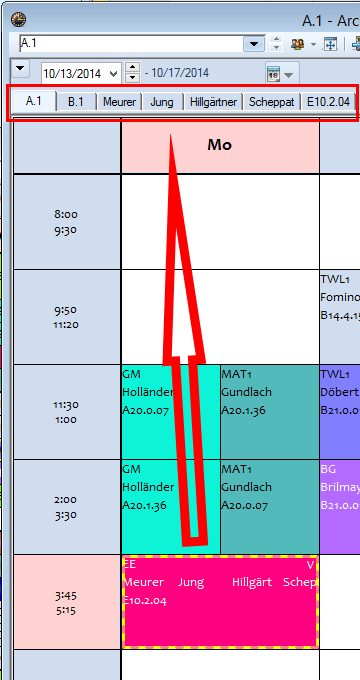 A.1 - Arc
A.1
10/13/2014 - 10/17/2014
A.1 B.1 Meurer Jung Hillgärtner Scheppat E10.2.04
Mo
8:00
9:30
9:50
11:20
TWL1
Fomino
B14.4.15
11:30
1:00
GM
Holländer
A20.0.07
MAT1
Gundlach
A20.1.36
TWL1
Döbert
B21.0.0
2:00
3:30
GM
Holländer
A20.1.36
MAT1
Gundlach
A20.0.07
BG
Brilmay
B21.0.0
3:45
5:15
EE V
Meurer Jung Hillgärt Schep
E10.2.04